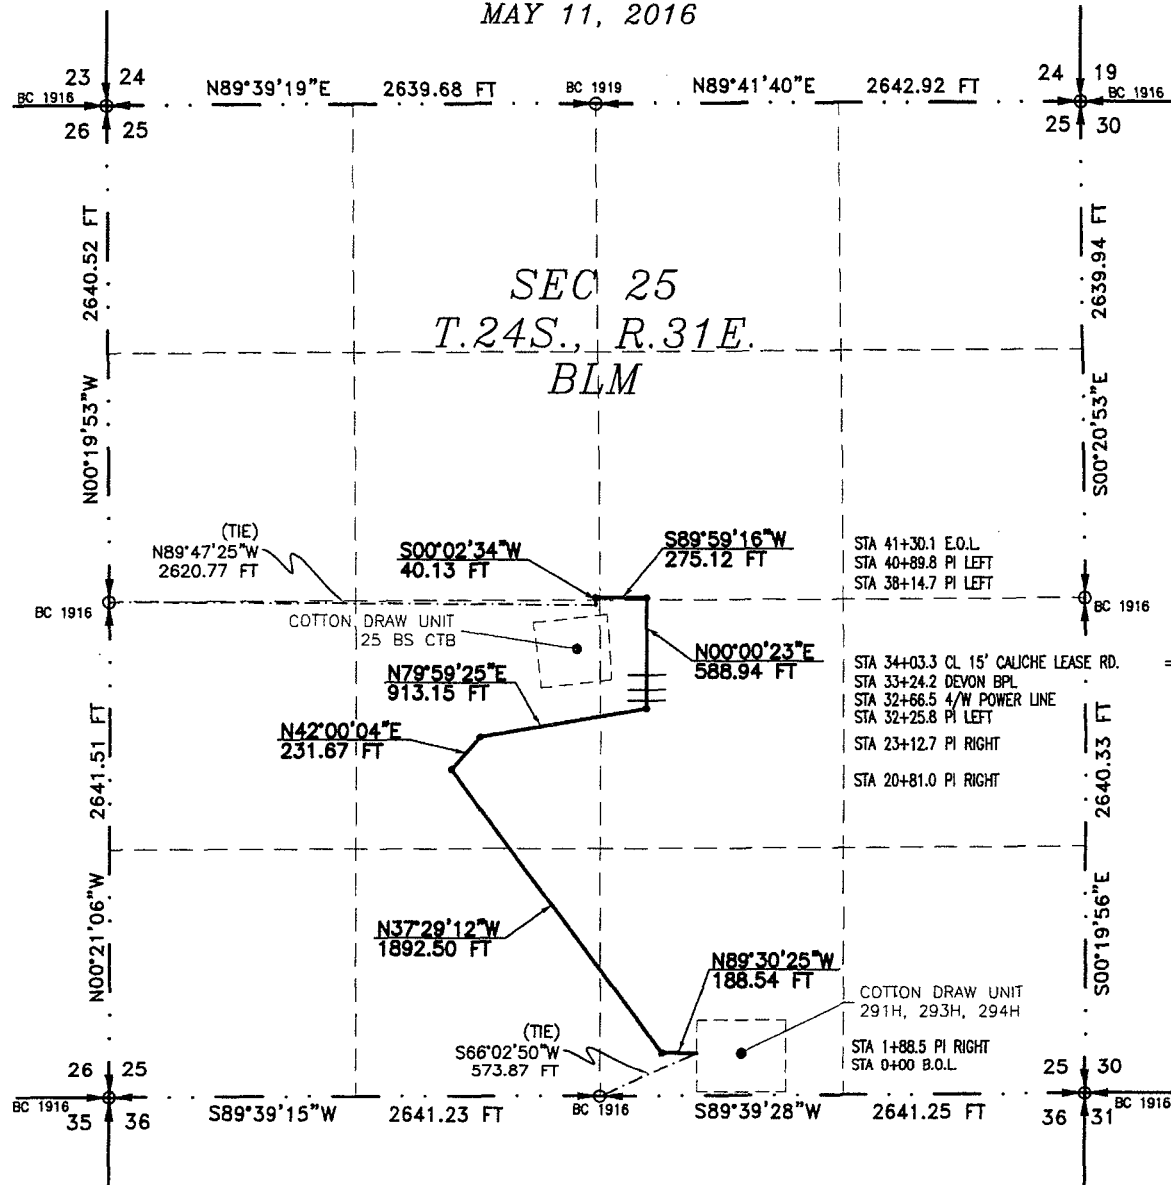 MAY 11, 2016
23 24
BC 1916
26 25
N89°39'19"E 2639.68 FT
BC 1919
N89°41'40"E 2642.92 FT
24 19
BC 1916
25 30
2640.52 FT
N00°19'53"W
2639.94 FT
S00°20'53"E
SEC 25
T.24S., R.31E.
BLM
(TIE)
N89°47'25"W
2620.77 FT
S00°02'34"W
40.13 FT
S89°59'16"W
275.12 FT
STA 41+30.1 E.O.L.
STA 40+89.8 PI LEFT
STA 38+14.7 PI LEFT
BC 1916
BC 1916
COTTON DRAW UNIT
25 BS CTB
N00°00'23"E
588.94 FT
STA 34+03.3 CL 15' CALICHE LEASE RD. =
STA 33+24.2 DEVON BPL
STA 32+66.5 4/W POWER LINE
STA 32+25.8 PI LEFT
STA 23+12.7 PI RIGHT
STA 20+81.0 PI RIGHT
N79°59'25"E
913.15 FT
N42°00'04"E
231.67 FT
2641.51 FT
N00°21'06"W
2640.33 FT
S00°19'56"E
N37°29'12"W
1892.50 FT
N89°30'25"W
188.54 FT
COTTON DRAW UNIT
291H, 293H, 294H
(TIE)
S66°02'50"W
573.87 FT
STA 1+88.5 PI RIGHT
STA 0+00 B.O.L.
26 25
BC 1916
35 36
S89°39'15"W 2641.23 FT
BC 1916
S89°39'28"W 2641.25 FT
25 30
BC 1916
36 31